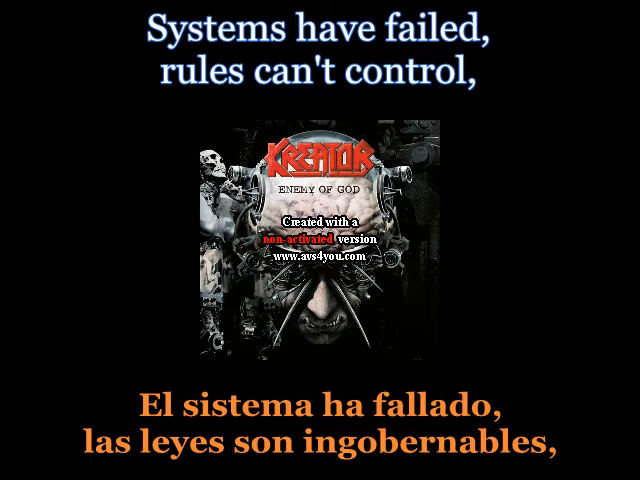 Systems have failed,
rules can't control,
KREATOR
ENEMY OF GOD
Created with a
non-activated version
www.avs4you.com
El sistema ha fallado,
las leyes son ingobernables,